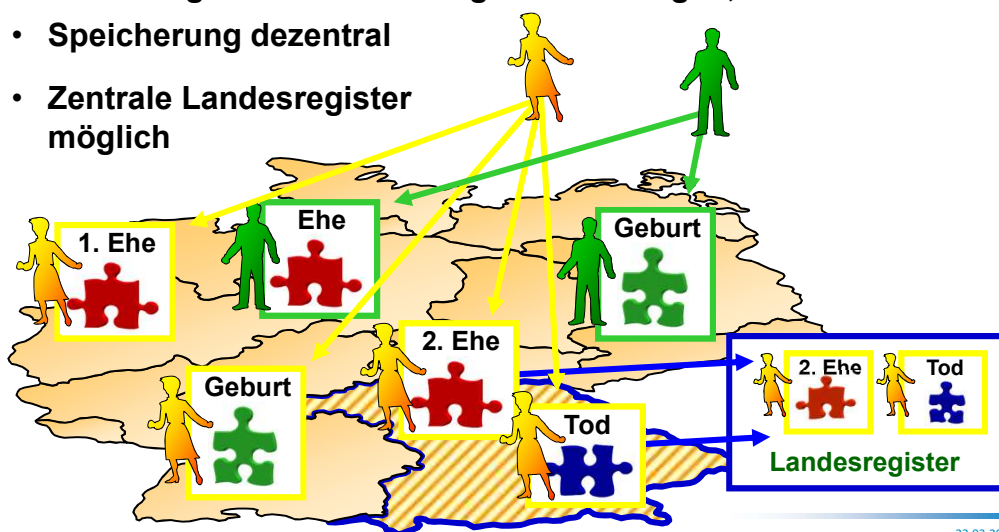 • Speicherung dezentral
• Zentrale Landesregister
möglich
1. Ehe
Ehe
Geburt
2. Ehe
Geburt
Tod
2. Ehe
Tod
Landesregister